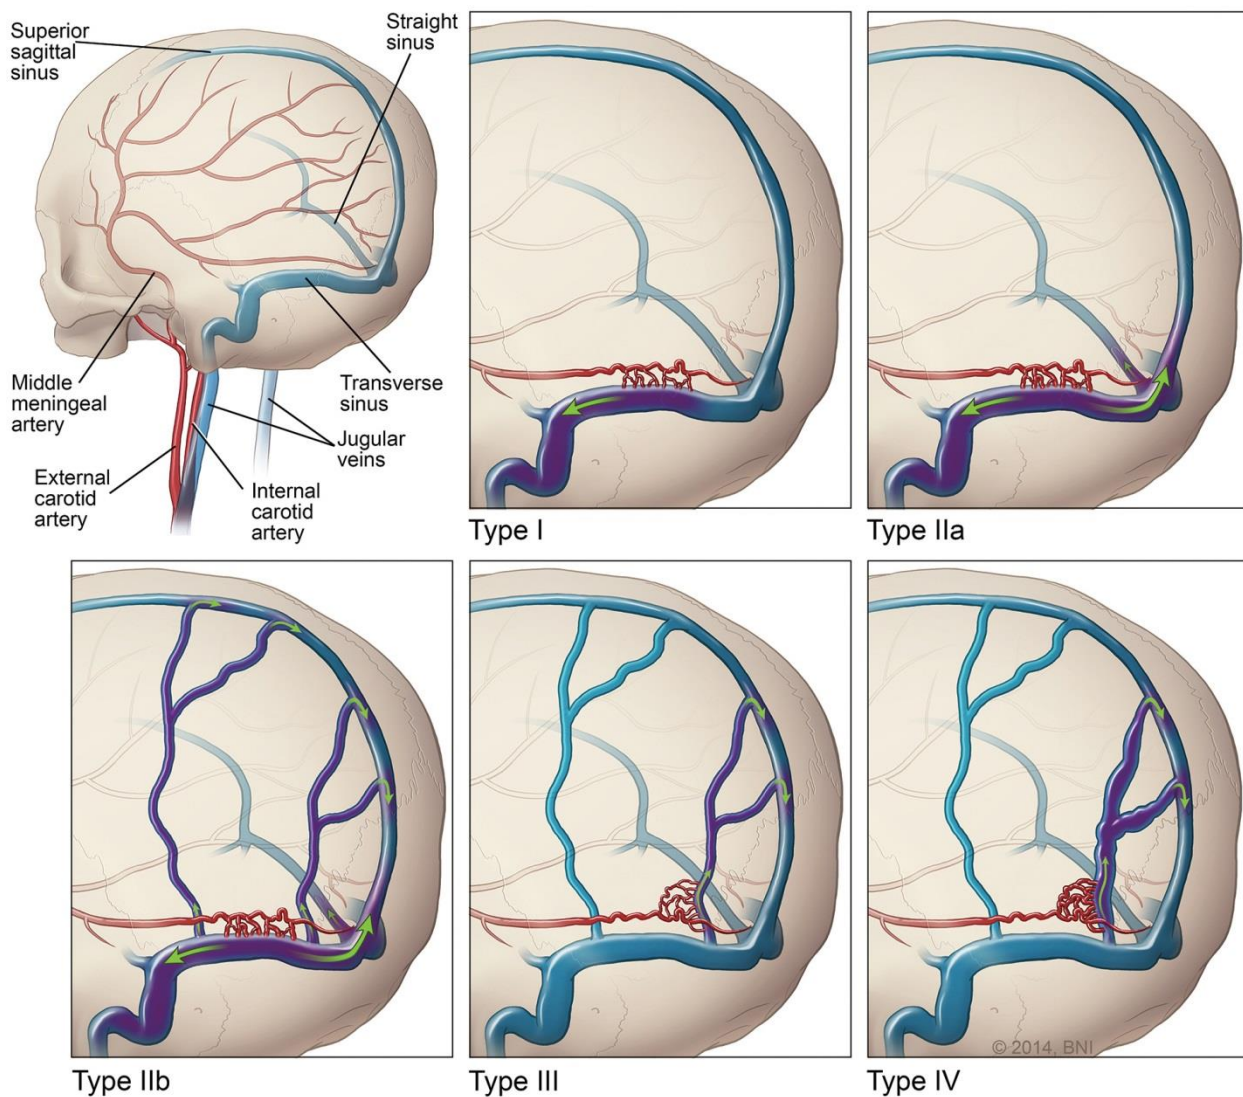 Superior
sagittal
sinus
Straight
sinus
Middle
meningeal
artery
External
carotid
artery
Internal
carotid
artery
Transverse
sinus
Jugular
veins
Type I
Type IIa
Type IIb
Type III
Type IV
© 2014, BNI